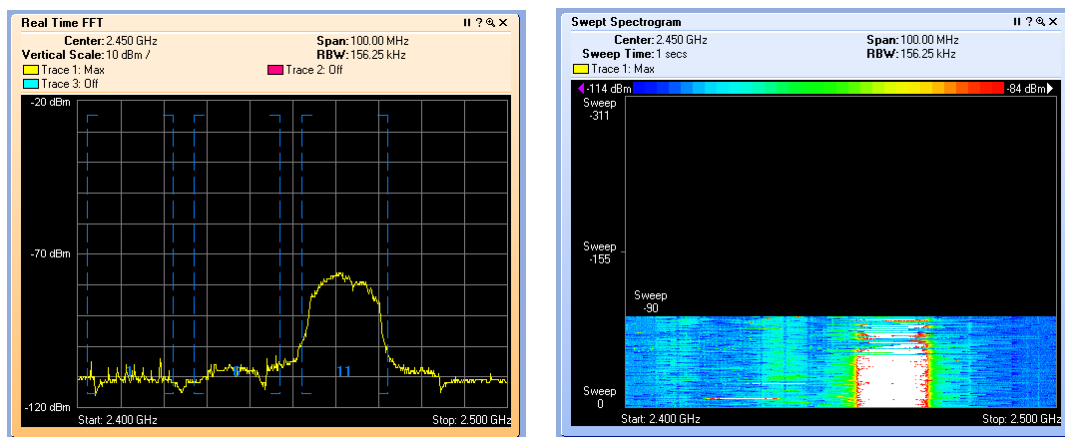 Real Time FFT
Center: 2.450 GHz Span: 100.00 MHz
Vertical Scale: 10 dBm / RBW: 156.25 kHz
Trace 1: Max Trace 2: Off
Trace 3: Off
-20 dBm
-70 dBm
-120 dBm
1 6 11
Start: 2.400 GHz Stop: 2.500 GHz
Swept Spectrogram
Center: 2.450 GHz Span: 100.00 MHz
Sweep Time: 1 secs RBW: 156.25 kHz
Trace 1: Max
-114 dBm -84 dBm
Sweep
-311
Sweep
-155
Sweep
-90
Sweep
0
Start: 2.400 GHz Stop: 2.500 GHz